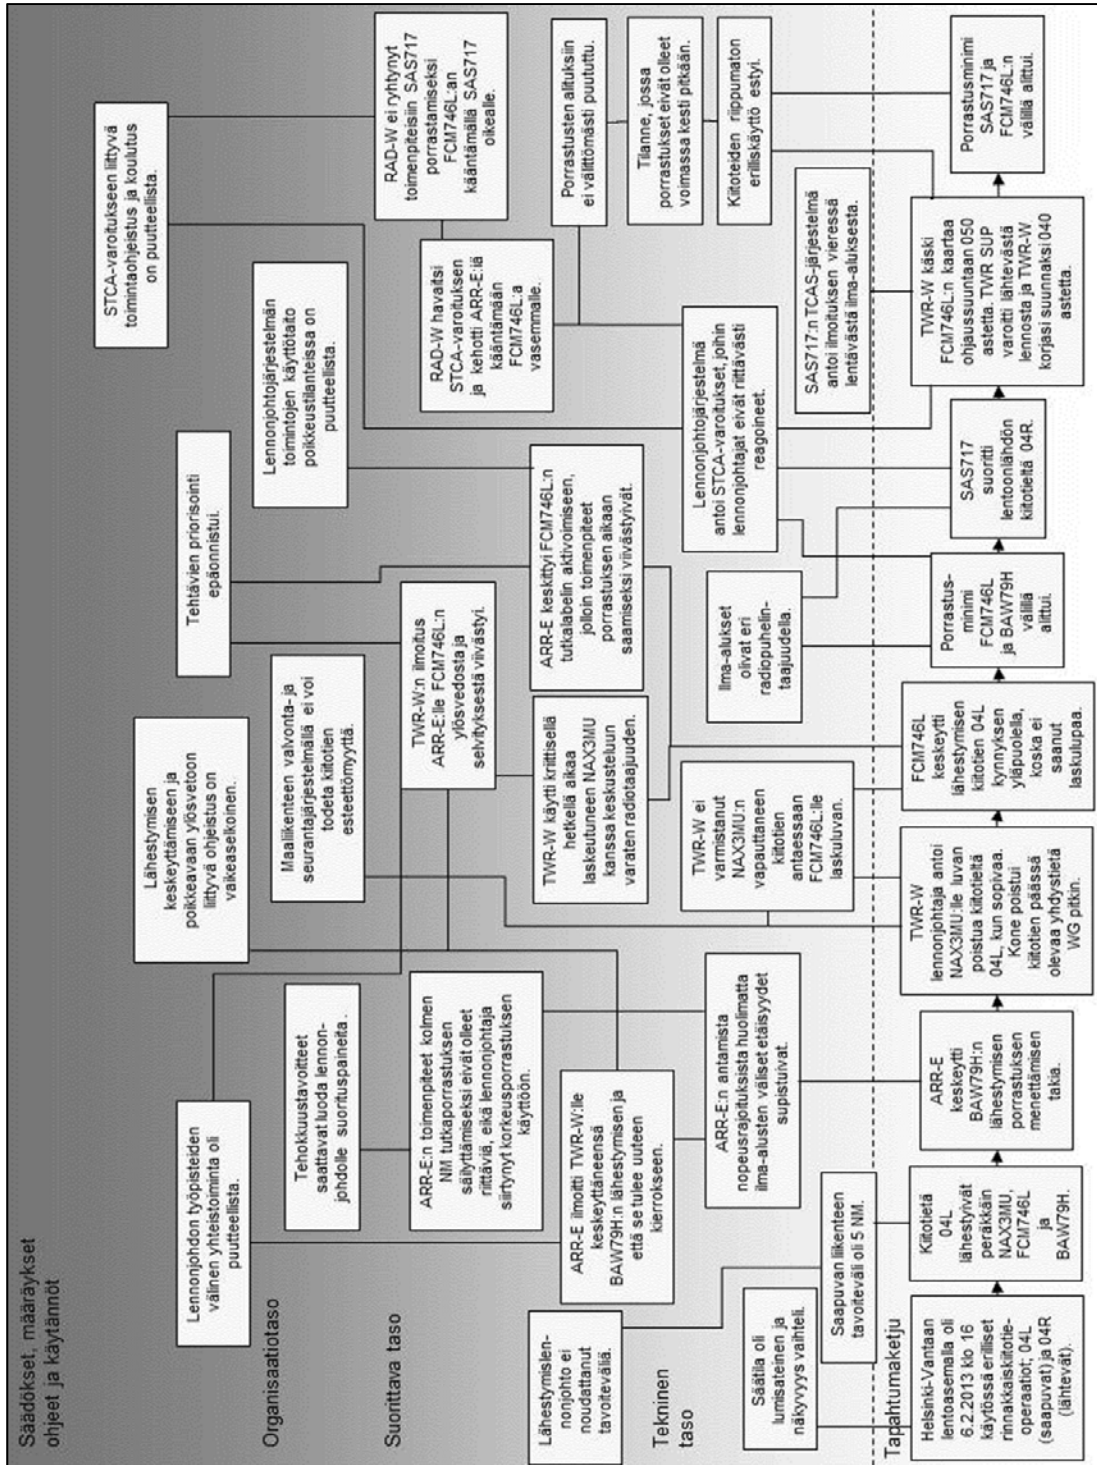 Säädökset, määräykset
ohjeet ja käytännöt
Lennonjohdon työpisteiden
välinen yhteistoiminta oli
puutteellista.
Lähestymisen
keskeyttämiseen ja
poikkeavaan ylösvetoon
liittyvä ohjeistus on
vaikeaselkoinen.
Tehtävien priorisointi
epäonnistui.
STCA-varoitukseen liittyvä
toimintaohjeistus ja koulutus
on puutteellista.
Organisaatiotaso
Tehokkuustavoitteet
saattavat luoda lennon-
johdolle suorituspaineita.
Maaliikenteen valvonta- ja
seurantajärjestelmällä ei voi
todeta kiitotien
esteettömyyttä.
Lennonjohtojärjestelmän
toimintojen käyttötaito
poikkeustilanteissa on
puutteellista.
Suorittava taso
ARR-E:n toimenpiteet kolmen
NM tutkaporrastuksen
säilyttämiseksi eivät olleet
riittäviä, eikä lennonjohtaja
siirtynyt korkeusporrastuksen
käyttöön.
TWR-W:n ilmoitus
ARR-E:lle FCM746L:n
ylösvedosta ja
selvityksestä viivästyi.
RAD-W ei ryhtynyt
toimenpiteisiin SAS717
porrastamiseksi
FCM746L:an
kääntämällä SAS717
oikealle.
RAD-W havaitsi
STCA-varoituksen
ja kehotti ARR-E:iä
kääntämään
FCM746L:a
vasemmalle.
Lähestymislen-
nonjohto ei
noudattanut
tavoiteväliä.
ARR-E ilmoitti TWR-W:lle
keskeyttäneensä
BAW79H:n lähestymisen ja
että se tulee uuteen
kierrokseen.
TWR-W käytti kriittisellä
hetkellä aikaa
laskeutuneen NAX3MU
kanssa keskusteluun
varaten radiotaajuuden.
ARR-E keskittyi FCM746L:n
tutkalabelin aktivoimiseen,
jolloin toimenpiteet
porrastuksen aikaan
saamiseksi viivästyivät.
Porrastusten alituksiin
ei välittömästi puututtu.
Tilanne, jossa
porrastukset eivät olleet
voimassa kesti pitkään.
Kiitoteiden riippumaton
erilliskäyttö estyi.
Tekninen
taso
Säätila oli
lumisateinen ja
näkyvyys vaihteli.
Saapuvan liikenteen
tavoiteväli oli 5 NM.
ARR-E:n antamista
nopeusrajoituksista huolimatta
ilma-alusten väliset etäisyydet
supistuivat.
TWR-W ei
varmistanut
NAX3MU:n
vapauttaneen
kiitotien
antaessaan
FCM746L:lle
laskuluvan.
Ilma-alukset
olivat eri
radiopuhelin-
taajuudella.
Lennonjohtojärjestelmä
antoi STCA-varoitukset, joihin
lennonjohtajat eivät riittävästi
reagoineet.
SAS717:n TCAS-järjestelmä
antoi ilmoituksen vieressä
lentävästä ilma-aluksesta.
Tapahtumaketju
Helsinki-Vantaan
lentoasemalla oli
6.2.2013 klo 16
käytössä erilliset
rinnakkaiskiitotie-
operaatiot; 04L
(saapuvat) ja 04R
(lähtevät).
Kiitotietä
04L
lähestyivät
peräkkäin
NAX3MU,
FCM746L
ja
BAW79H.
ARR-E
keskeytti
BAW79H:n
lähestymisen
porrastuksen
menettämisen
takia.
TWR-W
lennonjohtaja antoi
NAX3MU:lle luvan
poistua kiitotieltä
04L, kun sopivaa.
Kone poistui
kiitotien päässä
olevaa yhdystietä
WG pitkin.
FCM746L
keskeytti
lähestymisen
kiitotien 04L
kynnyksen
yläpuolella,
koska ei
saanut
laskulupaa.
Porrastus-
minimi
FCM746L
ja BAW79H
välillä
alittui.
SAS717
suoritti
lentoonlähdön
kiitotieltä 04R.
TWR-W käski
FCM746L:n kaartaa
ohjaussuuntaan 050
astetta. TWR SUP
varoitti lähtevästä
lennosta ja TWR-W
korjasi suunnaksi 040
astetta.
Porrastusminimi
SAS717 ja
FCM746L:n
välillä alittui.